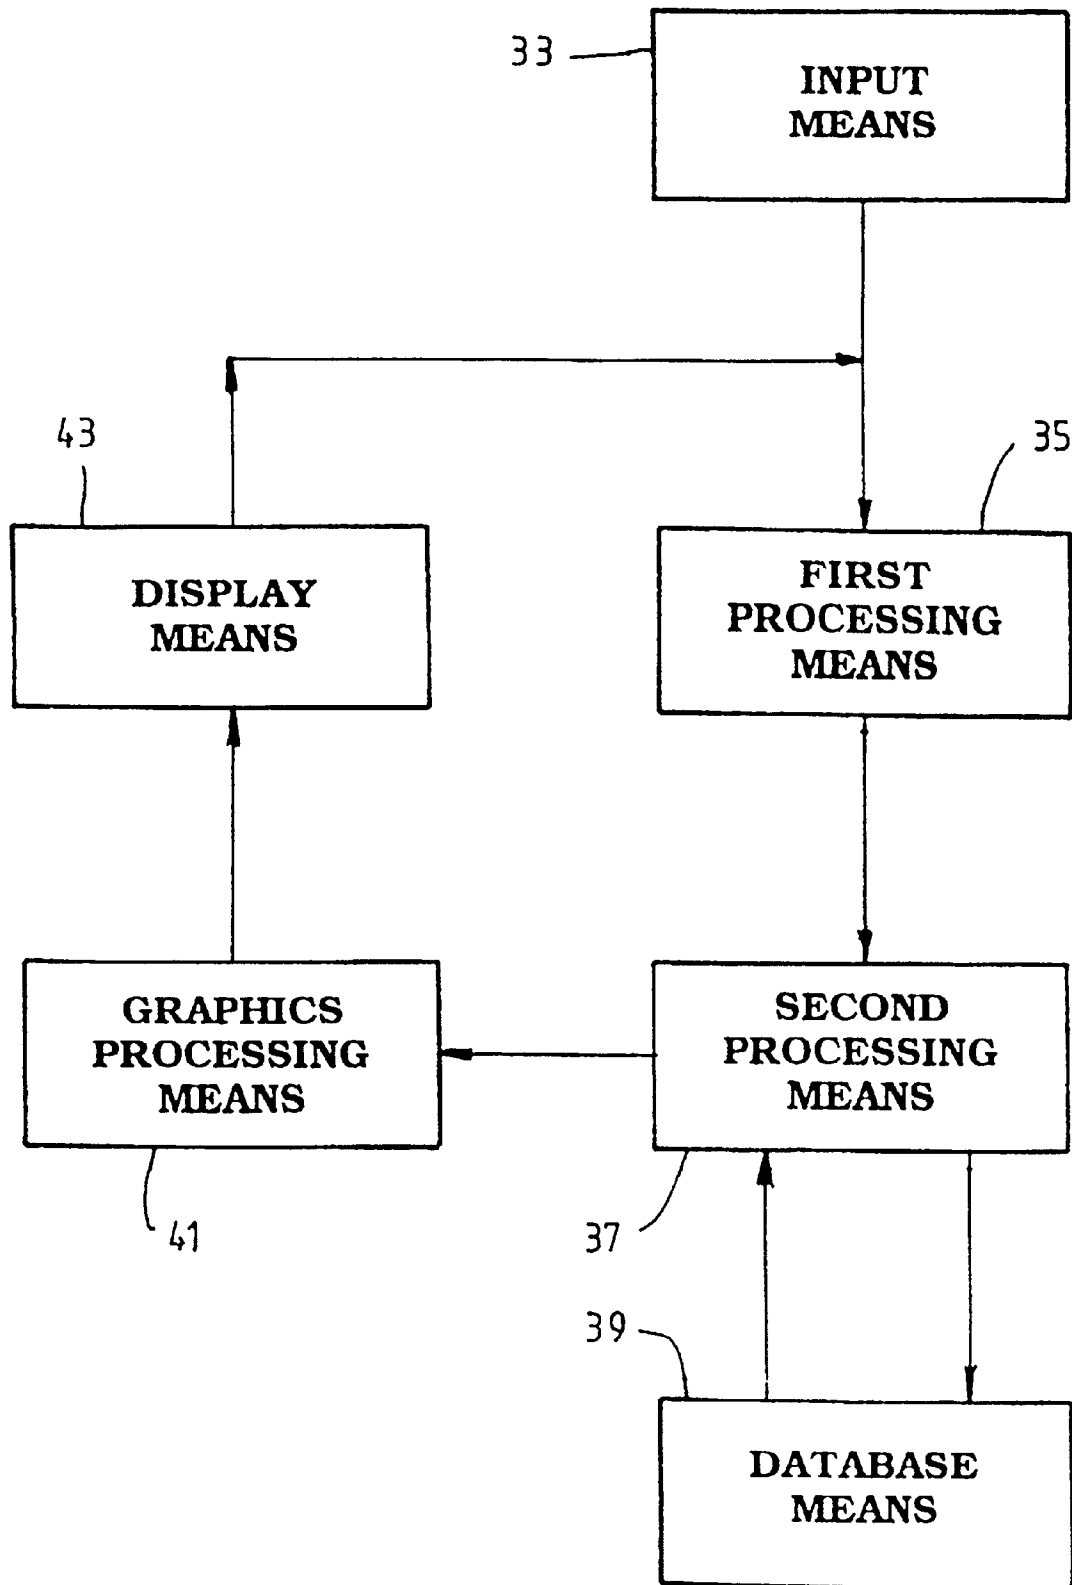 33
INPUT
MEANS
43
35
DISPLAY
MEANS
FIRST
PROCESSING
MEANS
GRAPHICS
PROCESSING
MEANS
SECOND
PROCESSING
MEANS
41
37
39
DATABASE
MEANS